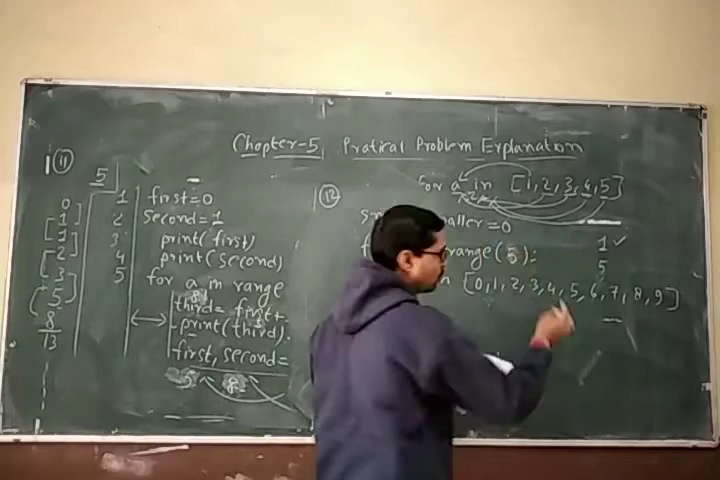 Chapter-5, Pratical Problem Explanation
11
5
0
1]
[1]
[2]
3
[5]
8
13
1
2
3
4
5
first=0
second=1
print(first)
print(second)
for a in range
third= first+
print(third).
first, second=
5 8
12
for a in [1,2,3,4,5]
smaller=0
range(5):
n [0,1,2,3,4,5,6,7,8,9]
1 ✓
5